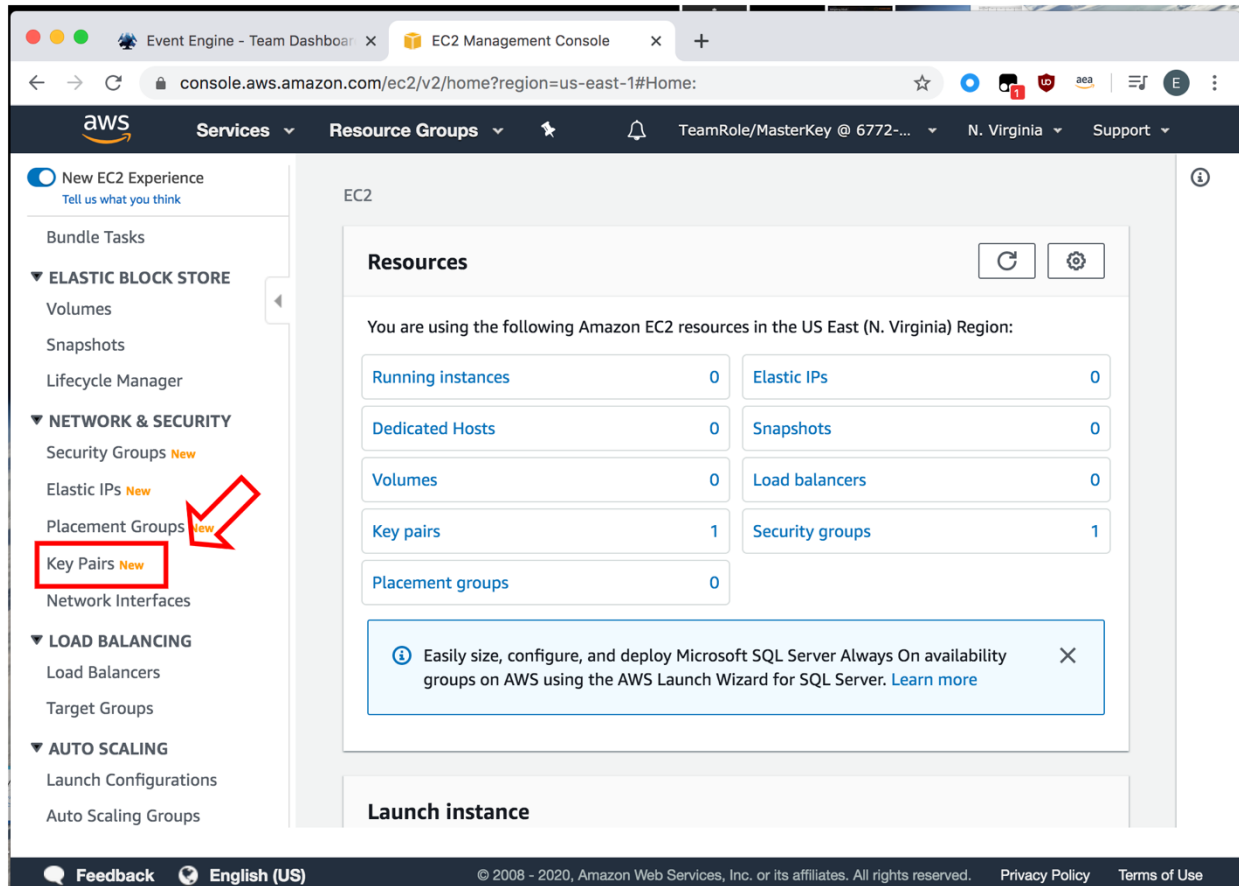 Event Engine - Team Dashboar
EC2 Management Console
console.aws.amazon.com/ec2/v2/home?region=us-east-1#Home:
1
aea
E
aws
Services
Resource Groups
TeamRole/MasterKey @ 6772-...
N. Virginia
Support
New EC2 Experience
Tell us what you think
Bundle Tasks
ELASTIC BLOCK STORE
Volumes
Snapshots
Lifecycle Manager
NETWORK & SECURITY
Security Groups New
Elastic IPs New
Placement Groups New
Key Pairs New
Network Interfaces
LOAD BALANCING
Load Balancers
Target Groups
AUTO SCALING
Launch Configurations
Auto Scaling Groups
EC2
Resources
You are using the following Amazon EC2 resources in the US East (N. Virginia) Region:
Running instances 0
Elastic IPs 0
Dedicated Hosts 0
Snapshots 0
Volumes 0
Load balancers 0
Key pairs 1
Security groups 1
Placement groups 0
Easily size, configure, and deploy Microsoft SQL Server Always On availability
groups on AWS using the AWS Launch Wizard for SQL Server. Learn more
Launch instance
Feedback
English (US)
© 2008 - 2020, Amazon Web Services, Inc. or its affiliates. All rights reserved.
Privacy Policy
Terms of Use